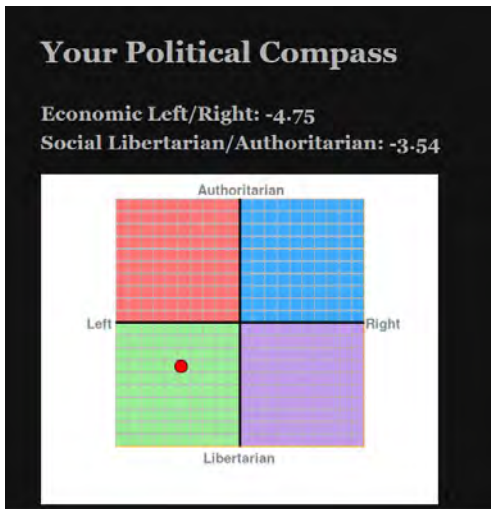 Your Political Compass
Economic Left/Right: -4.75
Social Libertarian/Authoritarian: -3.54
Authoritarian
Left
Right
Libertarian